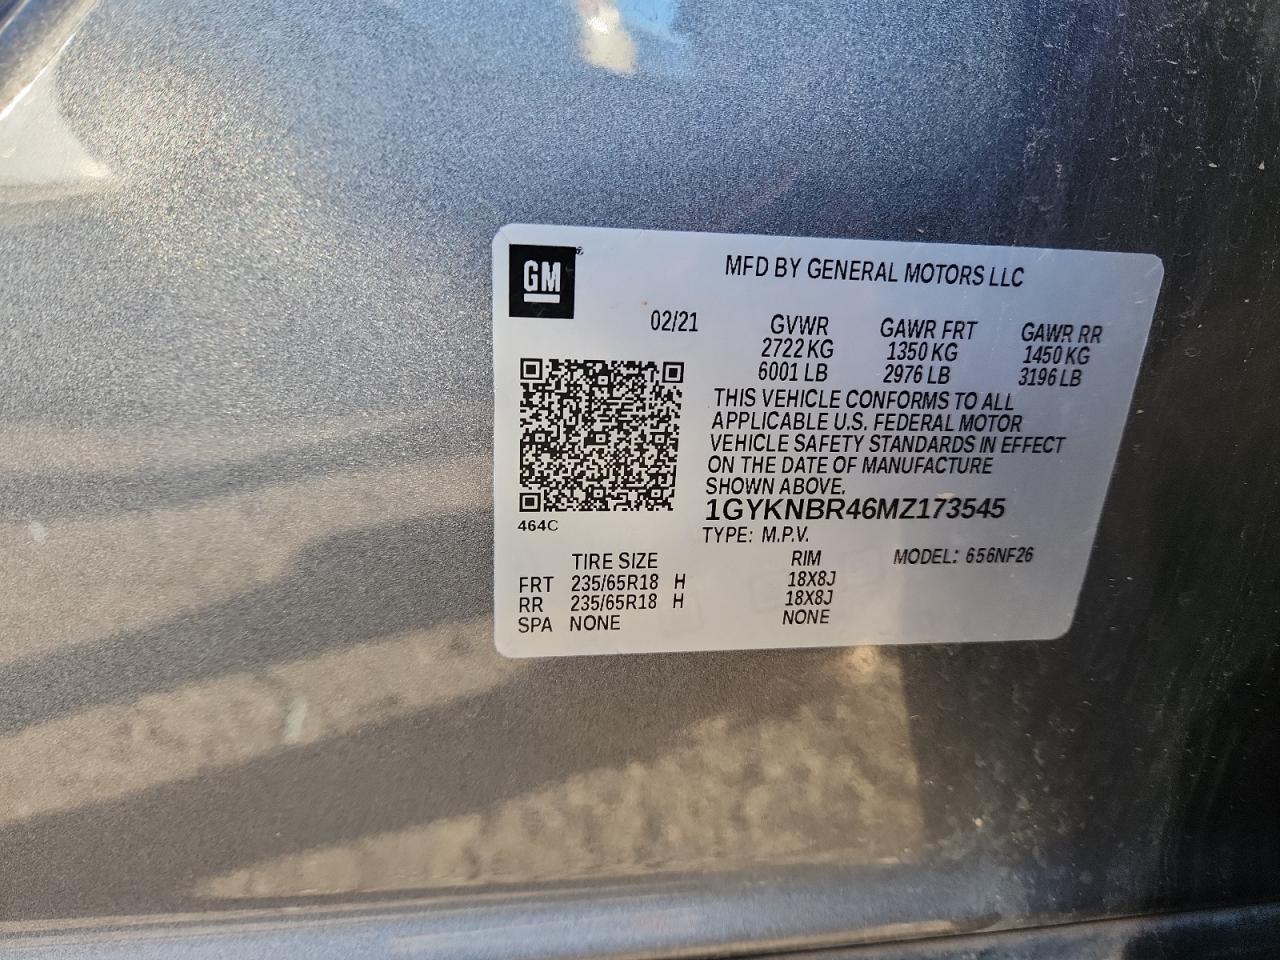 GM
MFD BY GENERAL MOTORS LLC
02/21 GVWR GAWR FRT GAWR RR
2722 KG 1350 KG 1450 KG
6001 LB 2976 LB 3196 LB
THIS VEHICLE CONFORMS TO ALL
APPLICABLE U.S. FEDERAL MOTOR
VEHICLE SAFETY STANDARDS IN EFFECT
ON THE DATE OF MANUFACTURE
SHOWN ABOVE.
1GYKNBR46MZ173545
464C
TYPE: M.P.V.
TIRE SIZE RIM MODEL: 656NF26
FRT 235/65R18 H 18X8J
RR 235/65R18 H 18X8J
SPA NONE NONE